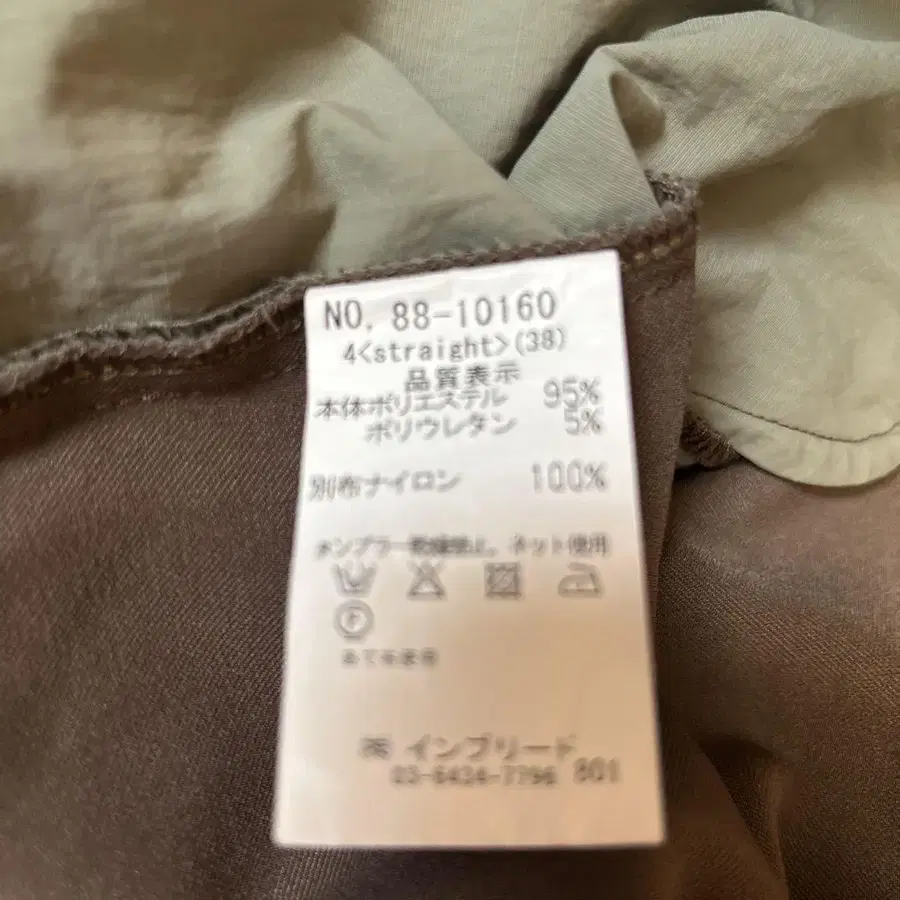 NO. 88-10160
4<straight>(38)
品質表示
本体ポリエステル 95%
ポリウレタン 5%
別布ナイロン 100%
タンブラー乾燥禁止。ネット使用
あて布使用
㈱ インブリード
03-6434-7796 801